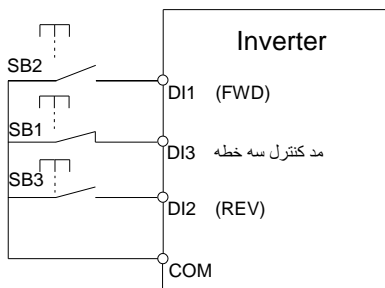 Inverter
SB2
DI1 (FWD)
SB1
DI3 مد کنترل سه خطه
SB3
DI2 (REV)
COM